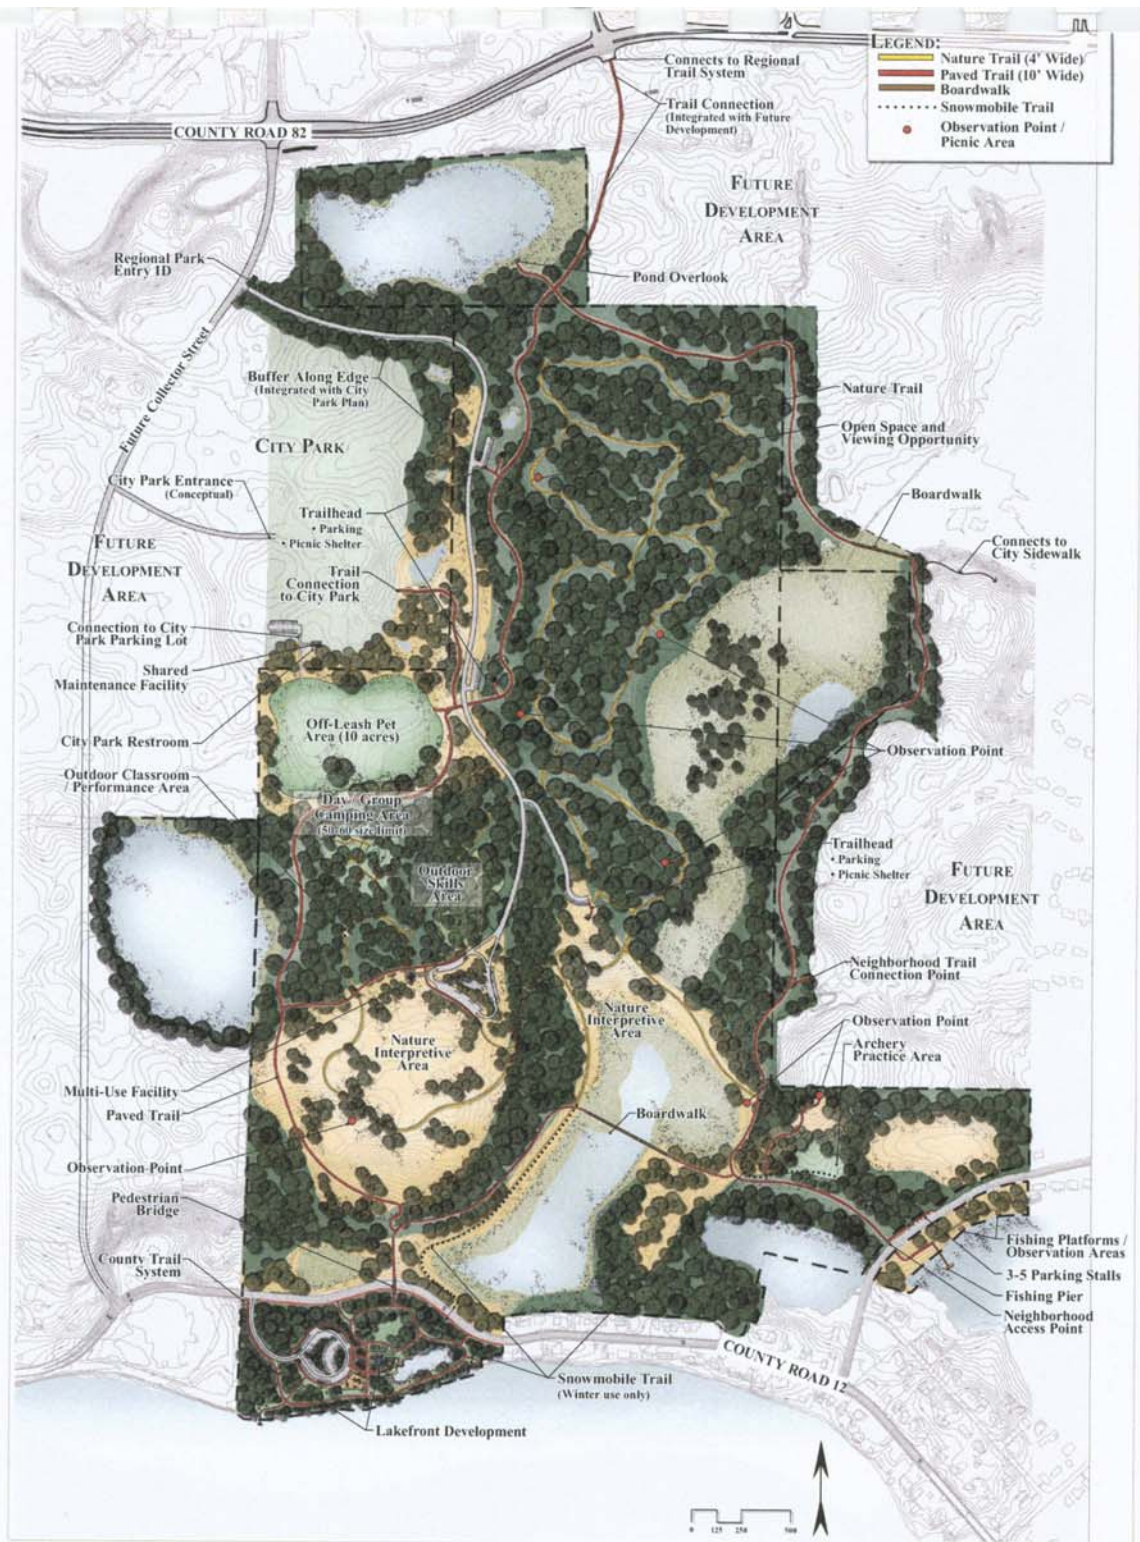 LEGEND:
Nature Trail (4' Wide)
Paved Trail (10' Wide)
Boardwalk
Snowmobile Trail
Observation Point /
Picnic Area
Connects to Regional
Trail System
Trail Connection
(Integrated with Future
Development)
COUNTY ROAD 82
FUTURE
DEVELOPMENT
AREA
Regional Park
Entry ID
Pond Overlook
Future Collector Street
Buffer Along Edge
(Integrated with City
Park Plan)
Nature Trail
Open Space and
Viewing Opportunity
CITY PARK
City Park Entrance
(Conceptual)
Boardwalk
Trailhead
• Parking
• Picnic Shelter
Connects to
City Sidewalk
FUTURE
DEVELOPMENT
AREA
Trail
Connection
to City Park
Connection to City
Park Parking Lot
Shared
Maintenance Facility
City Park Restroom
Off-Leash Pet
Area (10 acres)
Observation Point
Outdoor Classroom
/ Performance Area
Day / Group
Camping Area
(50-60 size limit)
Outdoor
Skills
Area
Trailhead
• Parking
• Picnic Shelter
FUTURE
DEVELOPMENT
AREA
Neighborhood Trail
Connection Point
Nature
Interpretive
Area
Nature
Interpretive
Area
Observation Point
Archery
Practice Area
Multi-Use Facility
Paved Trail
Boardwalk
Observation Point
Pedestrian
Bridge
County Trail
System
Fishing Platforms /
Observation Areas
3-5 Parking Stalls
Fishing Pier
Neighborhood
Access Point
COUNTY ROAD 12
Snowmobile Trail
(Winter use only)
Lakefront Development
0 125 250 500